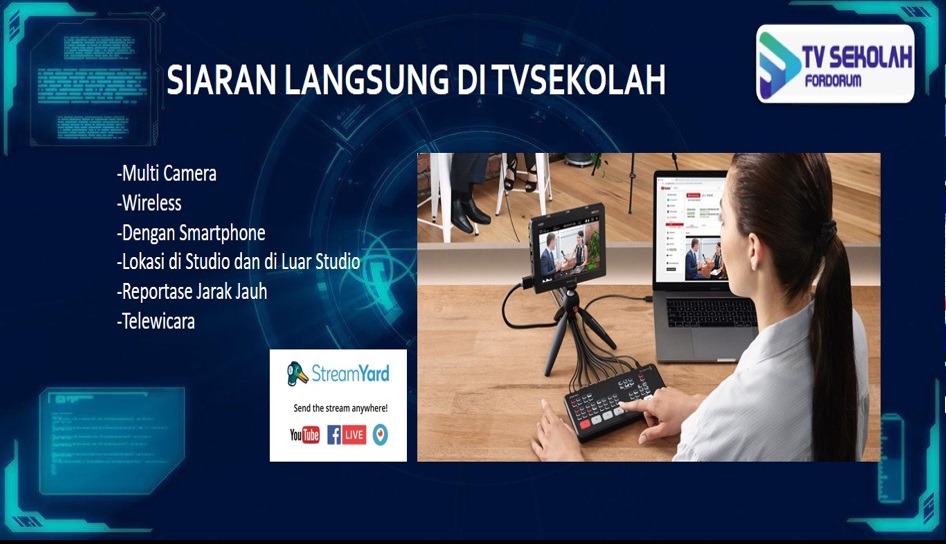 SIARAN LANGSUNG DI TVSEKOLAH
TV SEKOLAH
FORDORUM
-Multi Camera
-Wireless
-Dengan Smartphone
-Lokasi di Studio dan di Luar Studio
-Reportase Jarak Jauh
-Telewicara
StreamYard
Send the stream anywhere!
YouTube f LIVE